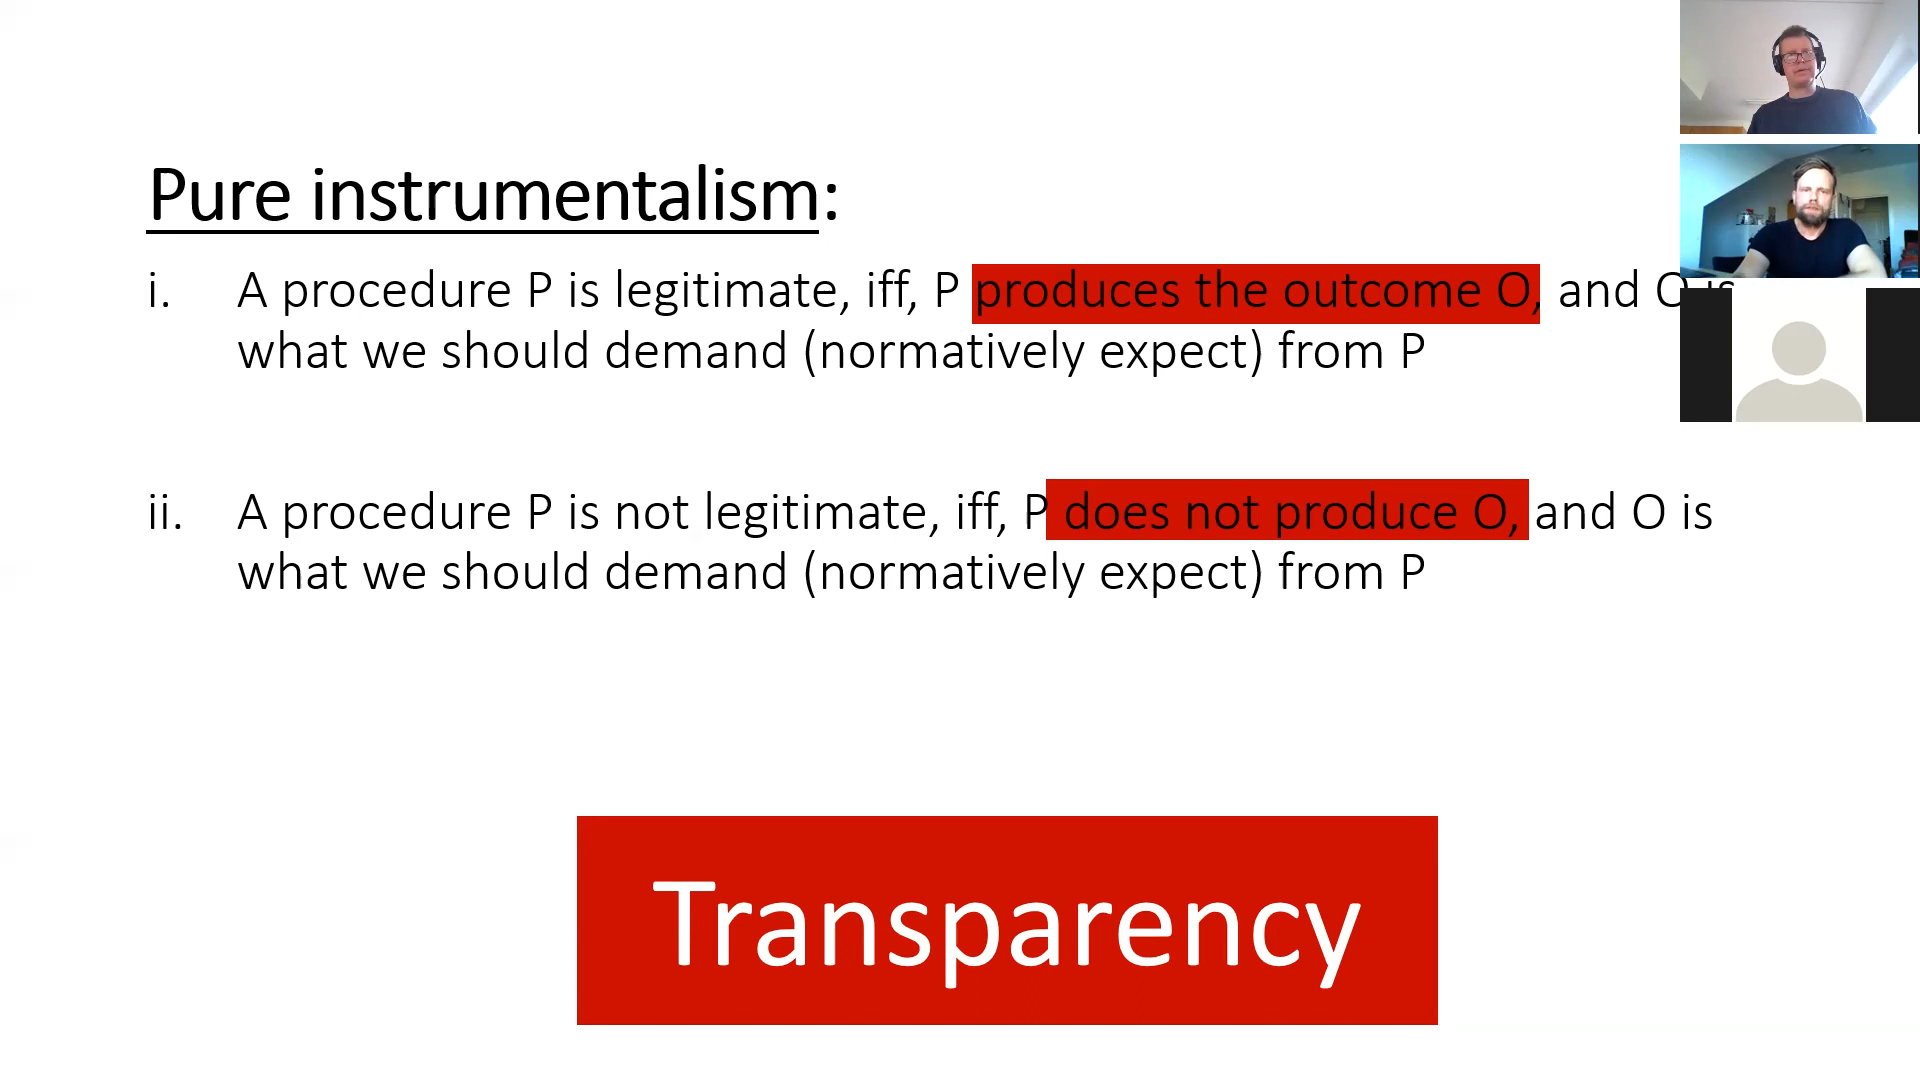 Pure instrumentalism:
i. A procedure P is legitimate, iff, P produces the outcome O, and O is
what we should demand (normatively expect) from P
ii. A procedure P is not legitimate, iff, P does not produce O, and O is
what we should demand (normatively expect) from P
Transparency